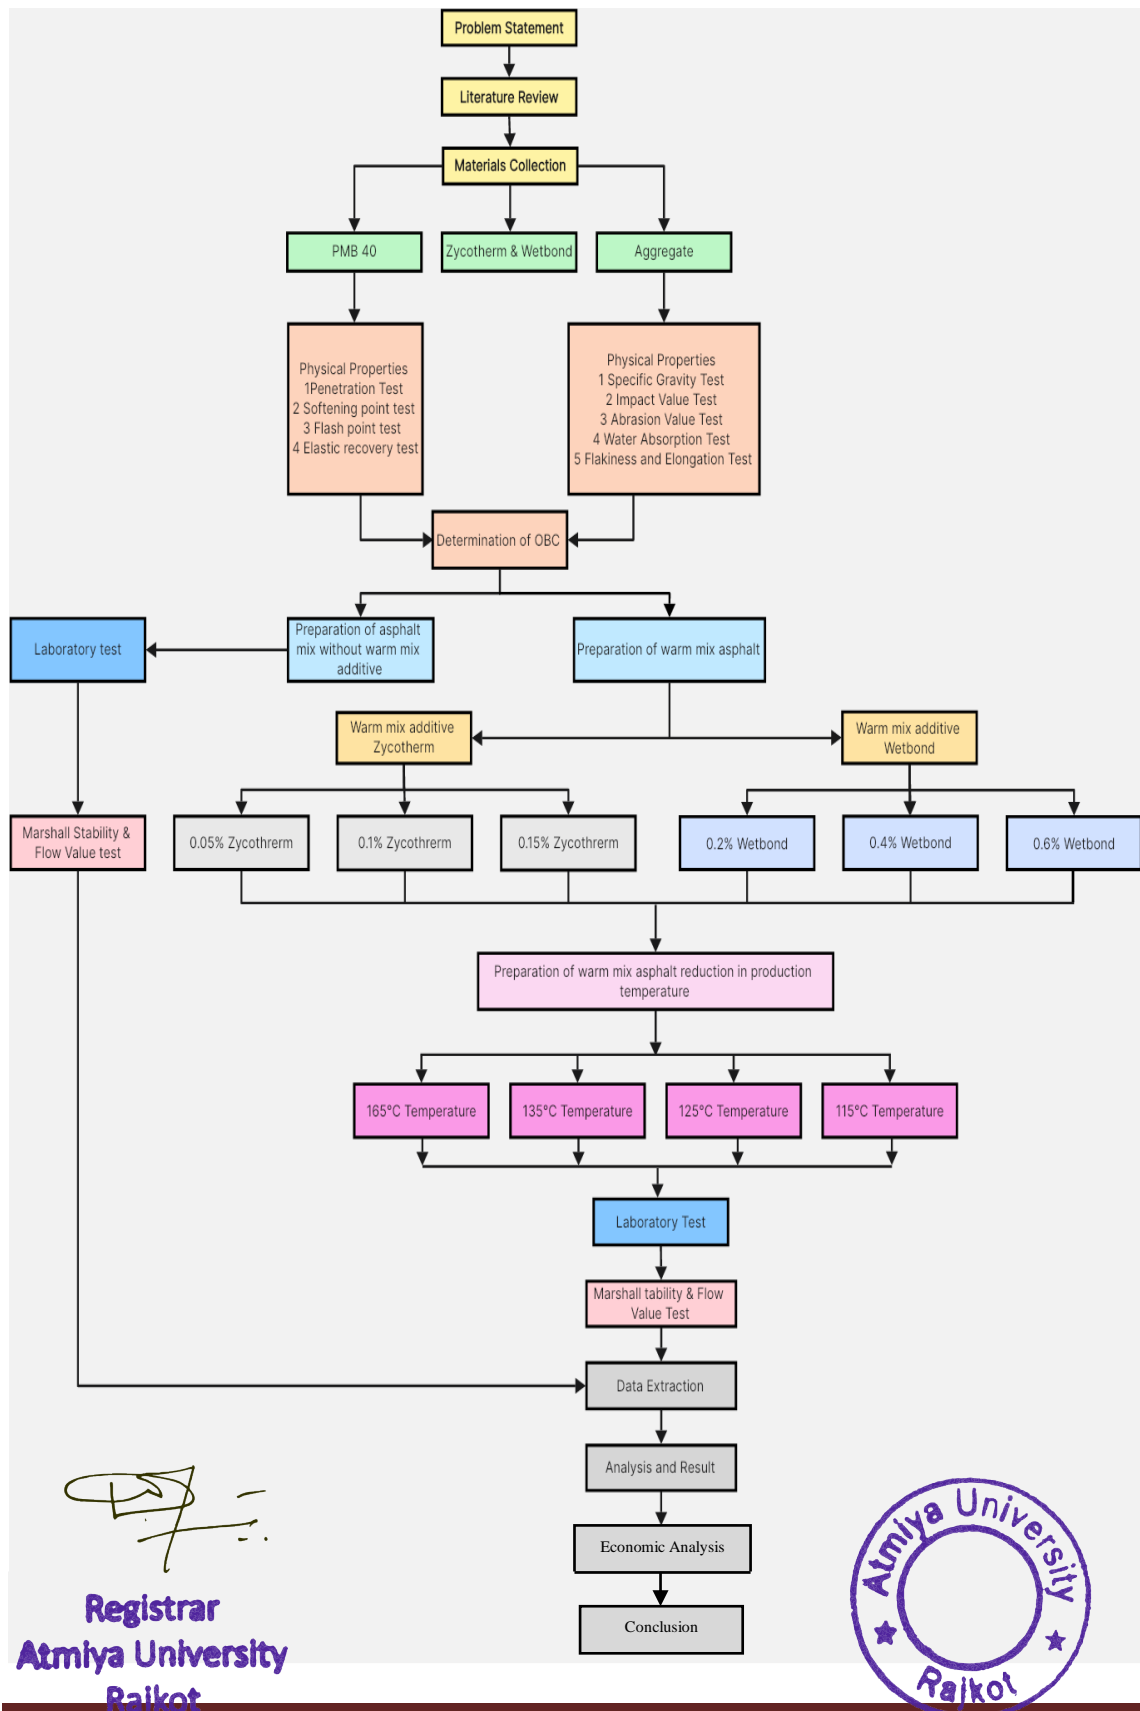 Problem Statement
Literature Review
Materials Collection
PMB 40
Zycotherm & Wetbond
Aggregate
Physical Properties
1Penetration Test
2 Softening point test
3 Flash point test
4 Elastic recovery test
Physical Properties
1 Specific Gravity Test
2 Impact Value Test
3 Abrasion Value Test
4 Water Absorption Test
5 Flakiness and Elongation Test
Determination of OBC
Laboratory test
Preparation of asphalt
mix without warm mix
additive
Preparation of warm mix asphalt
Warm mix additive
Zycotherm
Warm mix additive
Wetbond
Marshall Stability &
Flow Value test
0.05% Zycothrerm
0.1% Zycothrerm
0.15% Zycothrerm
0.2% Wetbond
0.4% Wetbond
0.6% Wetbond
Preparation of warm mix asphalt reduction in production
temperature
165°C Temperature
135°C Temperature
125°C Temperature
115°C Temperature
Laboratory Test
Marshall tability & Flow
Value Test
Data Extraction
Analysis and Result
Economic Analysis
Conclusion
Registrar
Atmiya University
Rajkot
Atmiya University
Rajkot